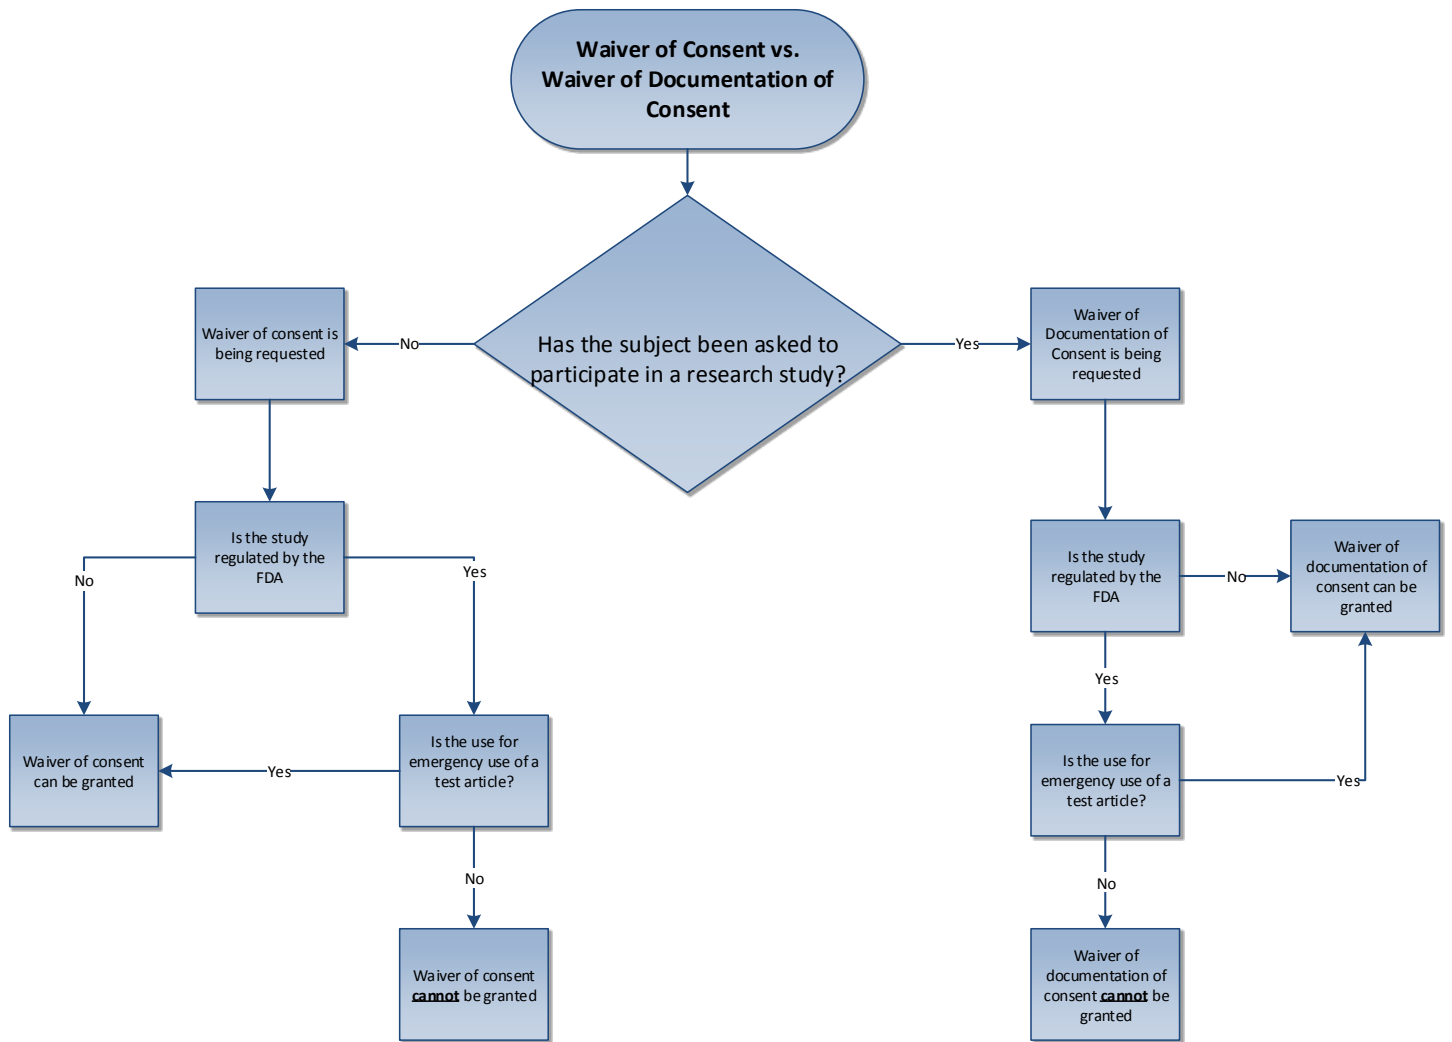 Waiver of Consent vs.
Waiver of Documentation of
Consent
Has the subject been asked to
participate in a research study?
No
Yes
Waiver of consent is
being requested
Waiver of
Documentation of
Consent is being
requested
Is the study
regulated by the
FDA
No
Yes
Is the study
regulated by the
FDA
No
Waiver of
documentation of
consent can be
granted
Yes
Waiver of consent
can be granted
Yes
Is the use for
emergency use of a
test article?
Is the use for
emergency use of a
test article?
Yes
No
No
Waiver of consent
cannot be granted
Waiver of
documentation of
consent cannot be
granted